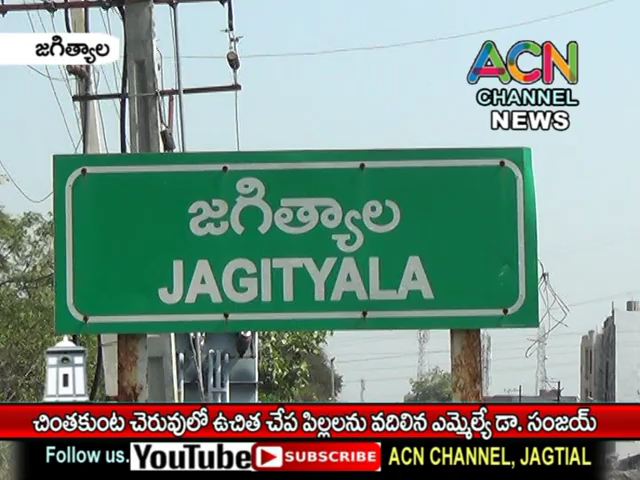 జగిత్యాల
ACN
CHANNEL
NEWS
జగిత్యాల
JAGITYALA
చింతకుంట చెరువులో ఉచిత చేప పిల్లలను వదిలిన ఎమ్మెల్యే డా. సంజయ్
Follow us. YouTube SUBSCRIBE ACN CHANNEL, JAGTIAL